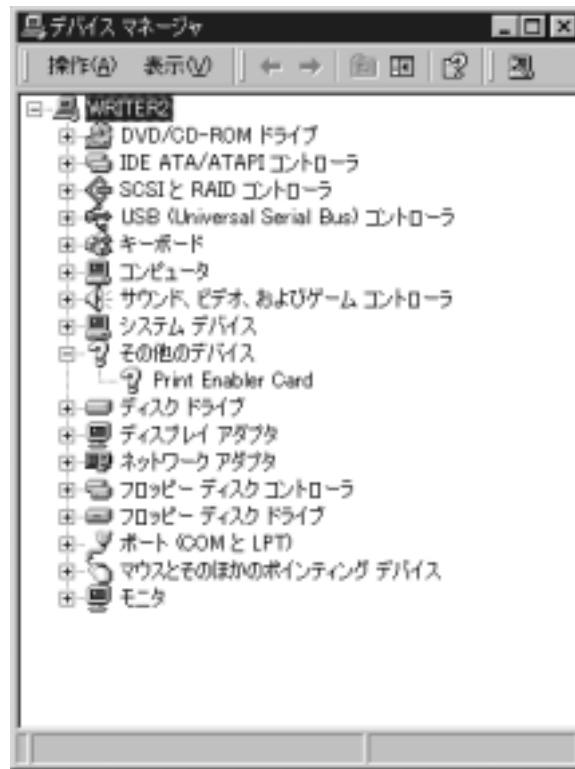 デバイス マネージャ
操作(A) 表示(V)
WRITER2
DVD/CD-ROM ドライブ
IDE ATA/ATAPI コントローラ
SCSI と RAID コントローラ
USB (Universal Serial Bus) コントローラ
キーボード
コンピュータ
サウンド、ビデオ、およびゲーム コントローラ
システム デバイス
その他のデバイス
Print Enabler Card
ディスク ドライブ
ディスプレイ アダプタ
ネットワーク アダプタ
フロッピー ディスク コントローラ
フロッピー ディスク ドライブ
ポート (COM と LPT)
マウスとそのほかのポインティング デバイス
モニタ